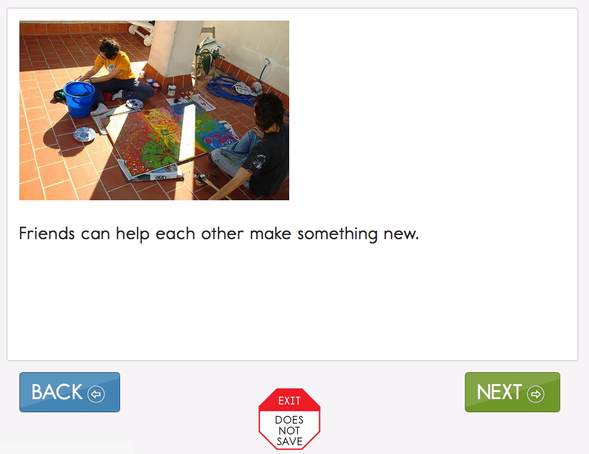 Friends can help each other make something new.
BACK
NEXT
EXIT
DOES
NOT
SAVE